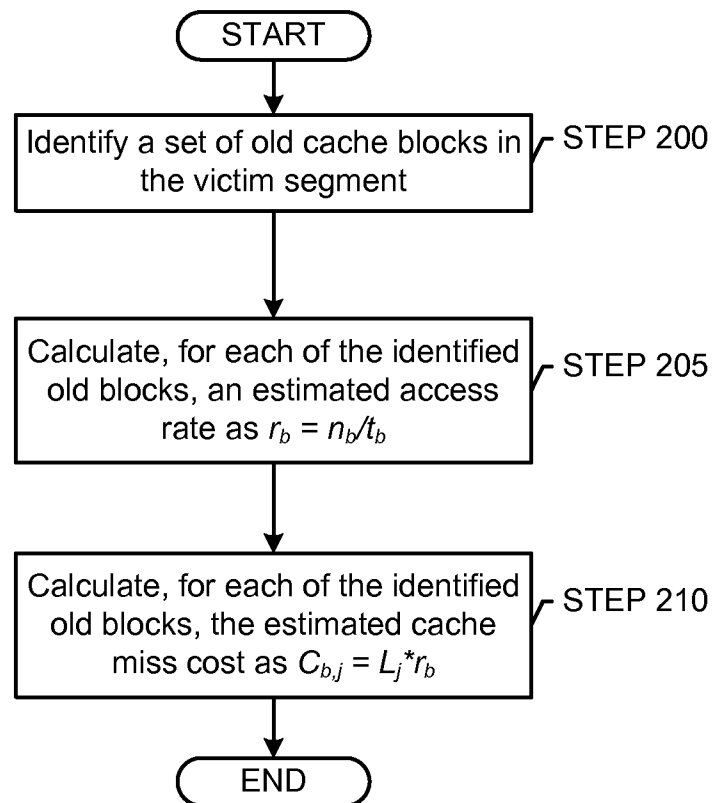 START
Identify a set of old cache blocks in
the victim segment
STEP 200
Calculate, for each of the identified
old blocks, an estimated access
rate as r_b = n_b/t_b
STEP 205
Calculate, for each of the identified
old blocks, the estimated cache
miss cost as C_{b,j} = L_j*r_b
STEP 210
END